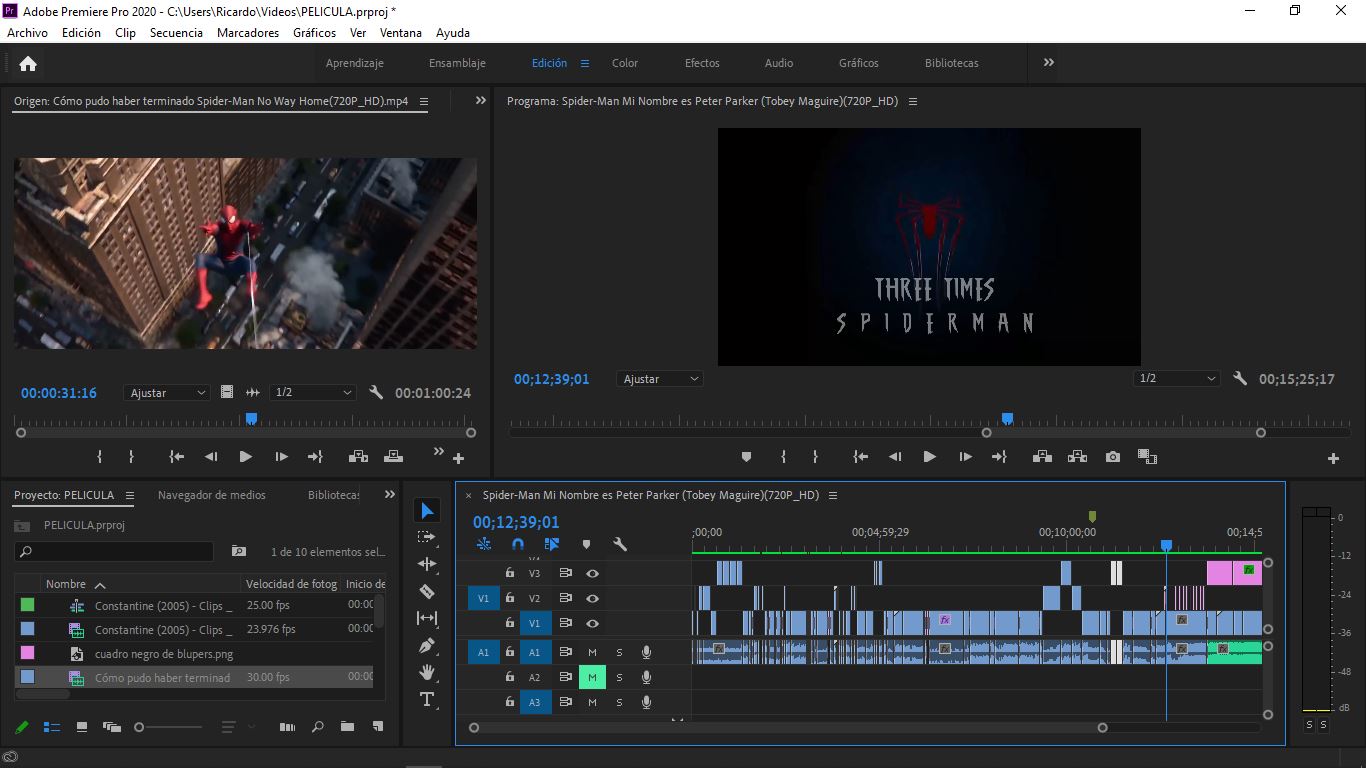 Pr Adobe Premiere Pro 2020 - C:\Users\Ricardo\Videos\PELICULA.prproj *
Archivo Edición Clip Secuencia Marcadores Gráficos Ver Ventana Ayuda
Aprendizaje Ensamblaje Edición Color Efectos Audio Gráficos Bibliotecas
Origen: Cómo pudo haber terminado Spider-Man No Way Home(720P_HD).mp4
Programa: Spider-Man Mi Nombre es Peter Parker (Tobey Maguire)(720P_HD)
THREE TIMES
SPIDERMAN
00:00:31:16 Ajustar 1/2 00:01:00:24
00;12;39;01 Ajustar 1/2 00;15;25;17
Proyecto: PELICULA Navegador de medios Bibliotecas
PELICULA.prproj
1 de 10 elementos sel...
Nombre Velocidad de fotog Inicio de
Constantine (2005) - Clips _ 25.00 fps 00:00
Constantine (2005) - Clips _ 23.976 fps 00:00
cuadro negro de blupers.png
Cómo pudo haber terminad 30.00 fps 00:00
× Spider-Man Mi Nombre es Peter Parker (Tobey Maguire)(720P_HD)
00;12;39;01
;00;00 00;04;59;29 00;10;00;00 00;14;5
V3 fx
V1 V2
V1 fx fx
A1 A1 M S fx fx fx fx
A2 M S
A3 M S
0
-12
-24
-36
-48
dB
S S